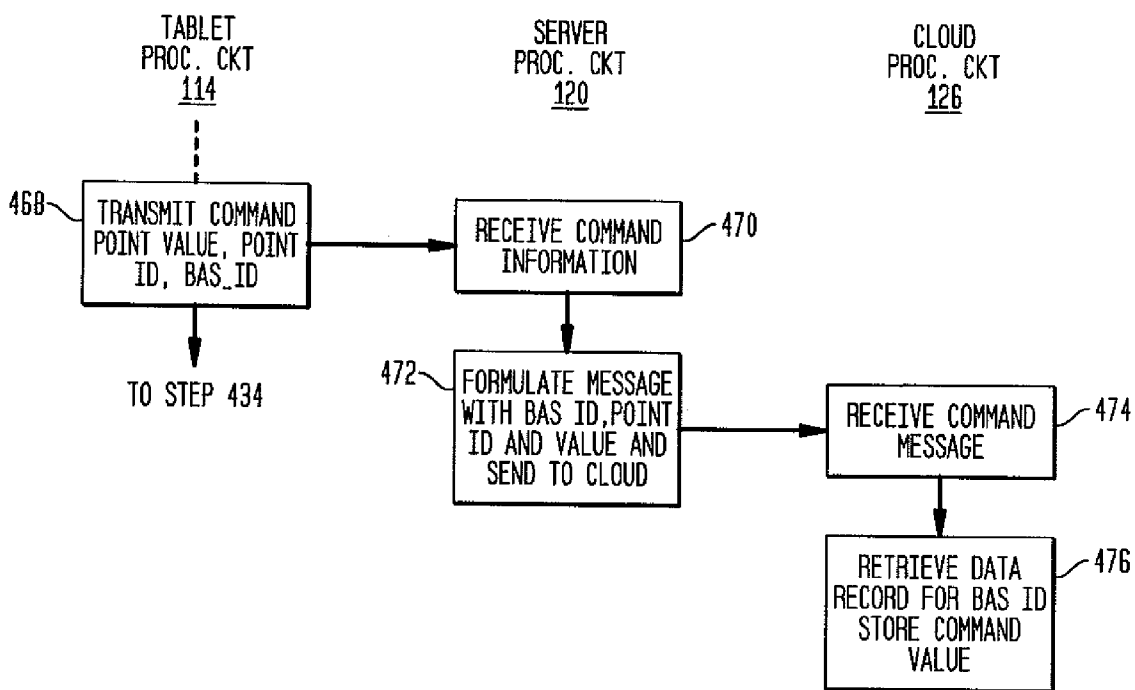 TABLET
PROC. CKT
114
SERVER
PROC. CKT
120
CLOUD
PROC. CKT
126
468
TRANSMIT COMMAND
POINT VALUE, POINT
ID, BAS_ID
TO STEP 434
RECEIVE COMMAND
INFORMATION
470
472
FORMULATE MESSAGE
WITH BAS ID, POINT
ID AND VALUE AND
SEND TO CLOUD
RECEIVE COMMAND
MESSAGE
474
RETRIEVE DATA
RECORD FOR BAS ID
STORE COMMAND
VALUE
476